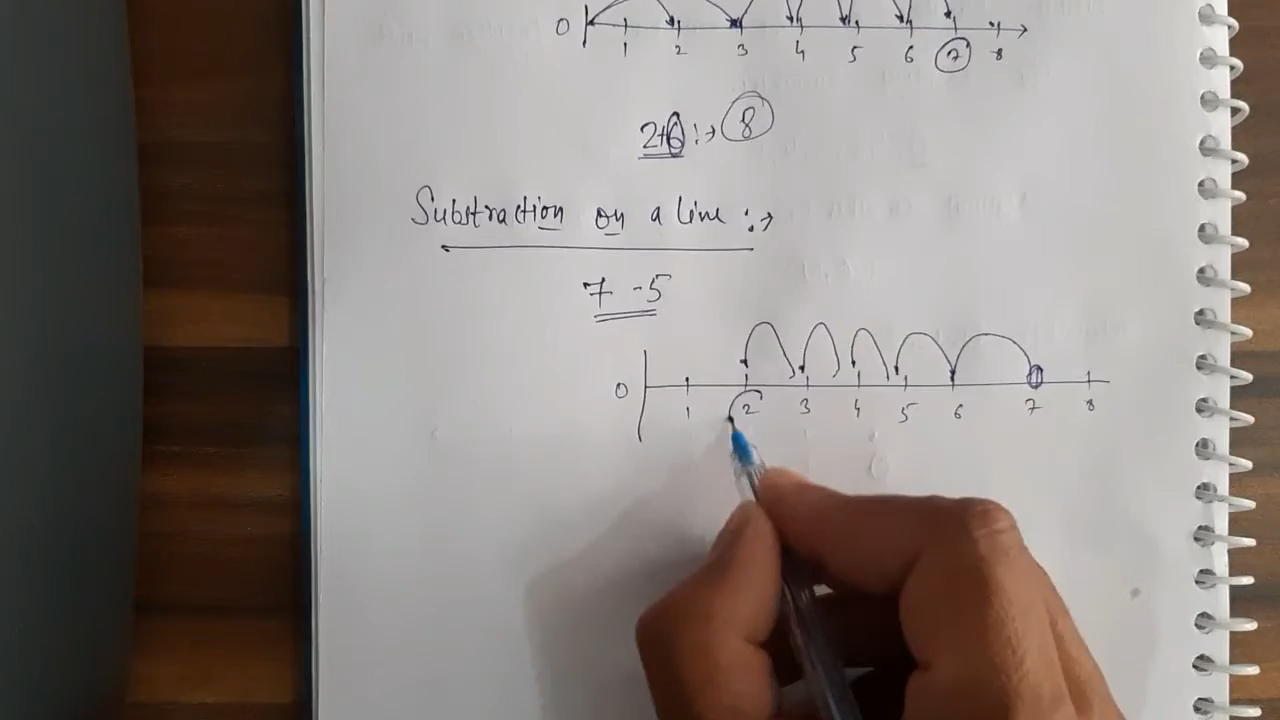 0 1 2 3 4 5 6 7 8
2+6 :→ 8
Substraction on a line :→
7 - 5
0 1 2 3 4 5 6 7 8